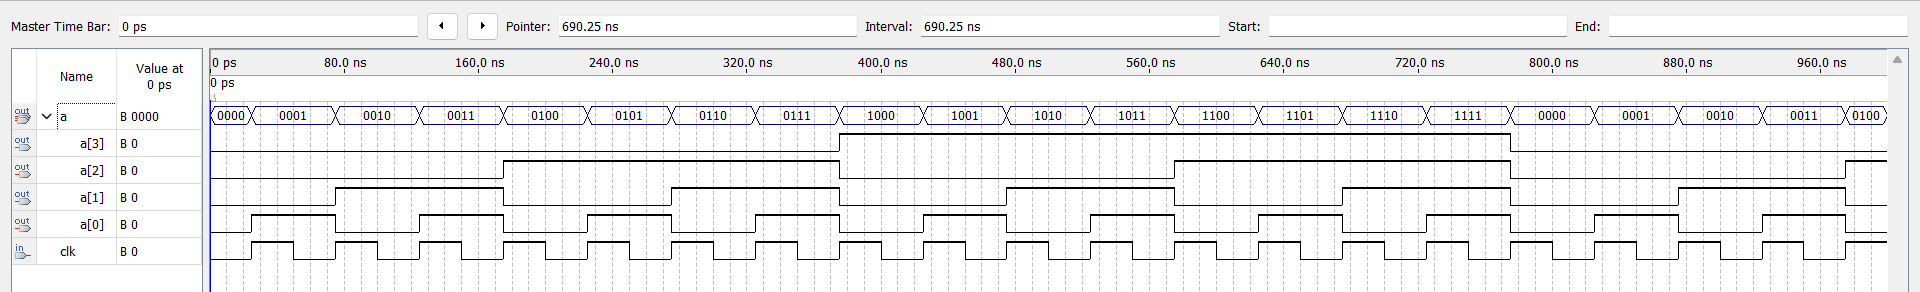 Master Time Bar: 0 ps Pointer: 690.25 ns Interval: 690.25 ns Start: End:
Name Value at 0 ps
0 ps 80.0 ns 160.0 ns 240.0 ns 320.0 ns 400.0 ns 480.0 ns 560.0 ns 640.0 ns 720.0 ns 800.0 ns 880.0 ns 960.0 ns
0 ps
out a B 0000 0000 0001 0010 0011 0100 0101 0110 0111 1000 1001 1010 1011 1100 1101 1110 1111 0000 0001 0010 0011 0100
out a[3] B 0
out a[2] B 0
out a[1] B 0
out a[0] B 0
in clk B 0